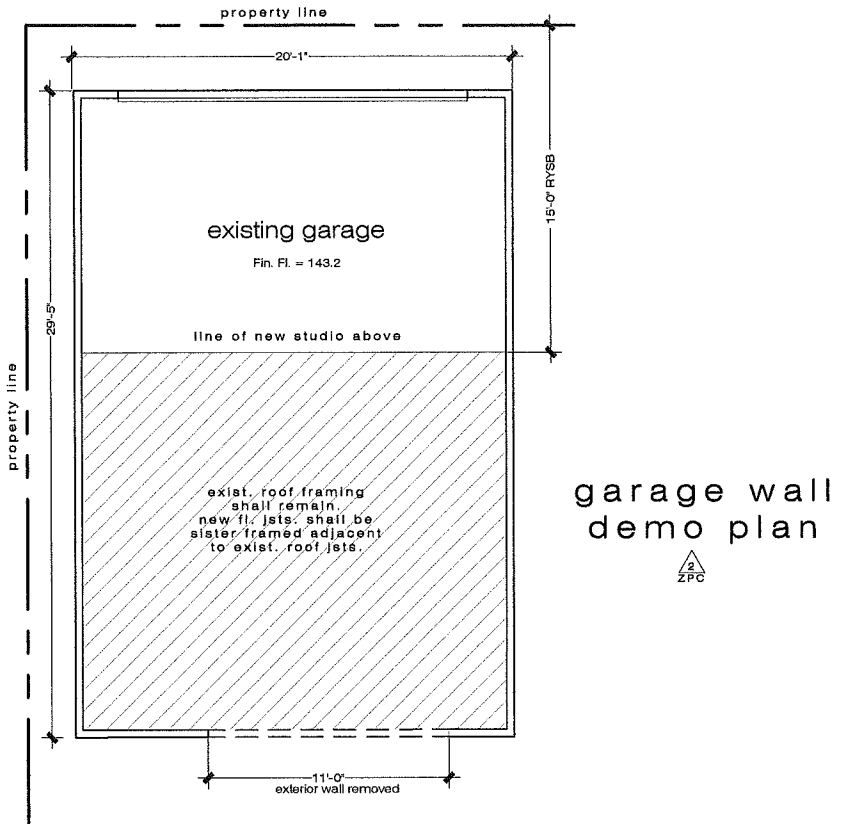 property line
20'-1"
15'-0" RYSB
existing garage
Fin. Fl. = 143.2
29'-5"
line of new studio above
property line
exist. roof framing
shall remain.
new fl. jsts. shall be
sister framed adjacent
to exist. roof jsts.
garage wall
demo plan
2
ZPC
11'-0"
exterior wall removed